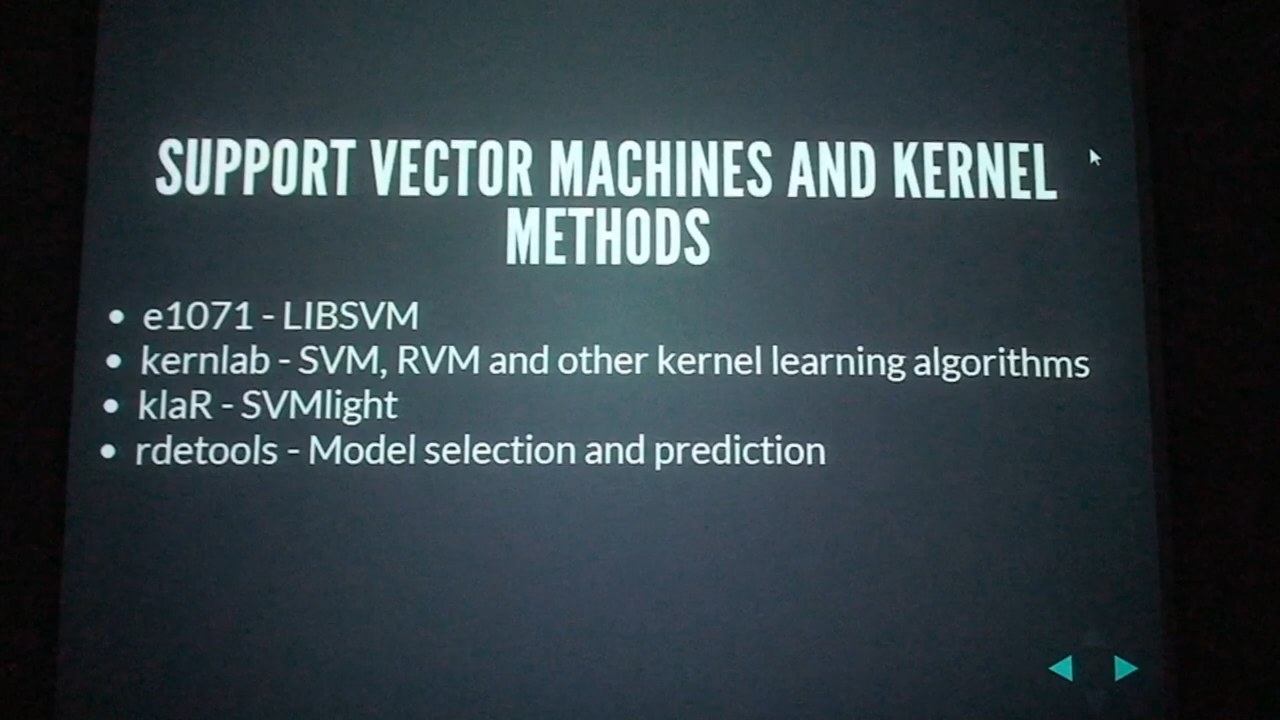 SUPPORT VECTOR MACHINES AND KERNEL
METHODS
• e1071 - LIBSVM
• kernlab - SVM, RVM and other kernel learning algorithms
• klaR - SVMlight
• rdetools - Model selection and prediction